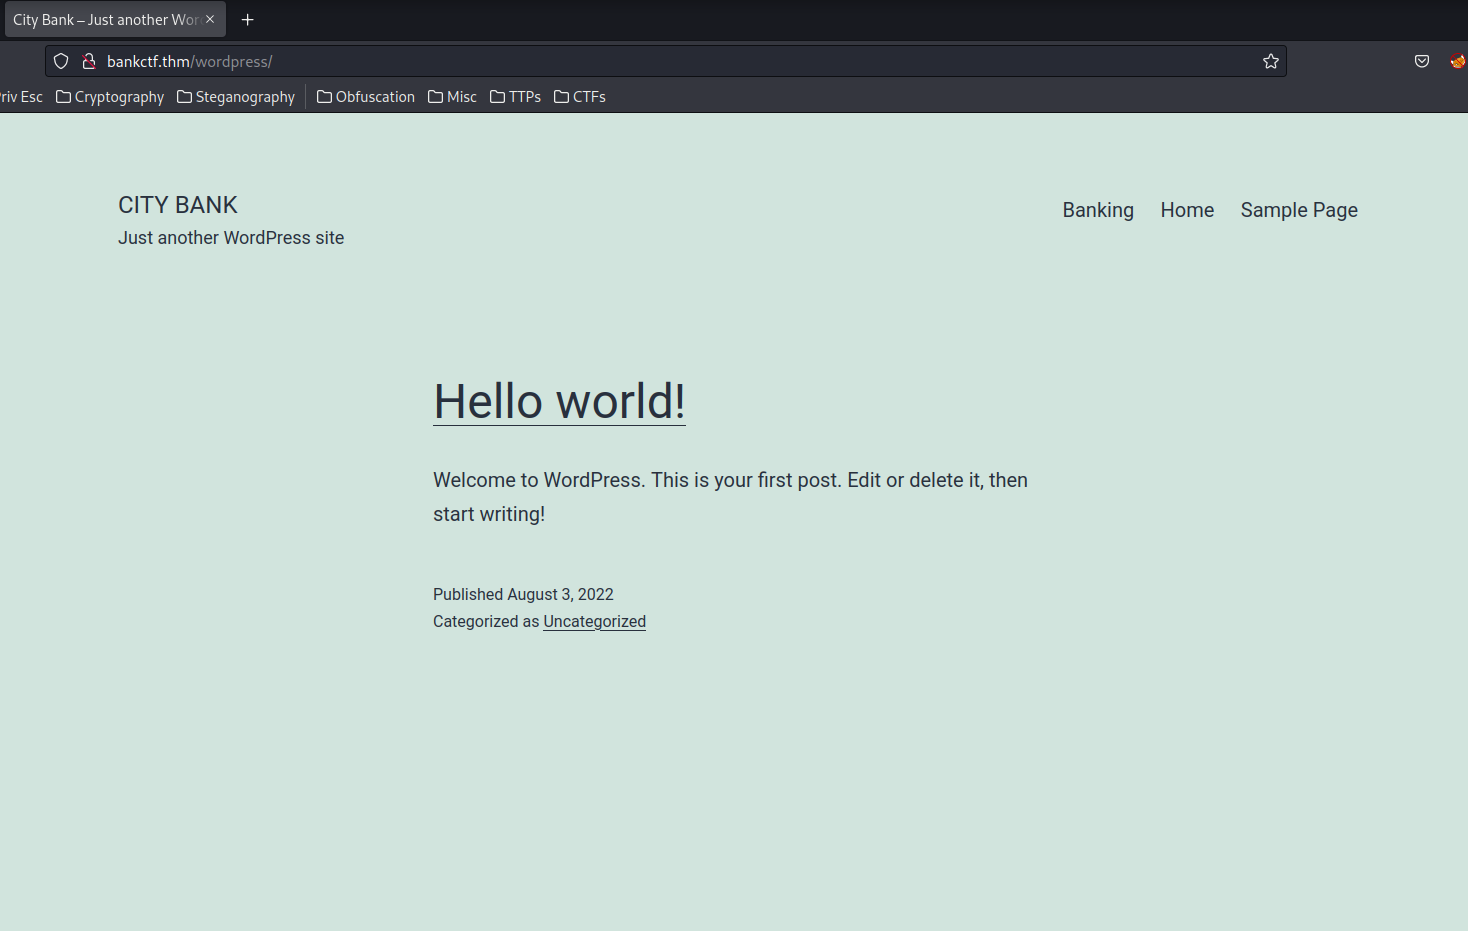 City Bank – Just another Wor
bankctf.thm/wordpress/
riv Esc Cryptography Steganography Obfuscation Misc TTPs CTFs
CITY BANK
Just another WordPress site
Banking Home Sample Page
Hello world!
Welcome to WordPress. This is your first post. Edit or delete it, then
start writing!
Published August 3, 2022
Categorized as Uncategorized